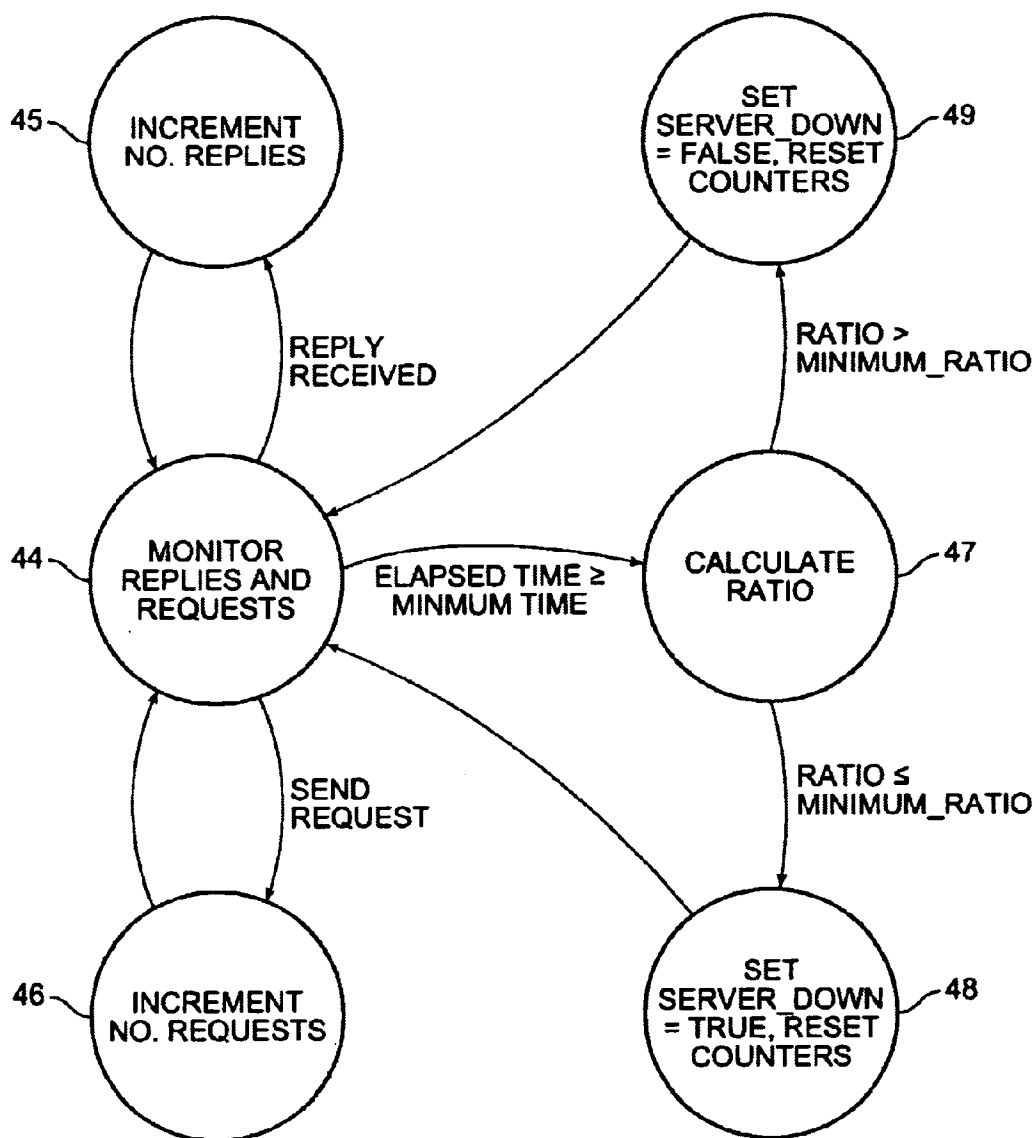 45
INCREMENT
NO. REPLIES
SET
SERVER_DOWN
= FALSE, RESET
COUNTERS
49
REPLY
RECEIVED
RATIO >
MINIMUM_RATIO
44
MONITOR
REPLIES AND
REQUESTS
ELAPSED TIME ≥
MINMUM TIME
CALCULATE
RATIO
47
SEND
REQUEST
RATIO ≤
MINIMUM_RATIO
46
INCREMENT
NO. REQUESTS
SET
SERVER_DOWN
= TRUE, RESET
COUNTERS
48